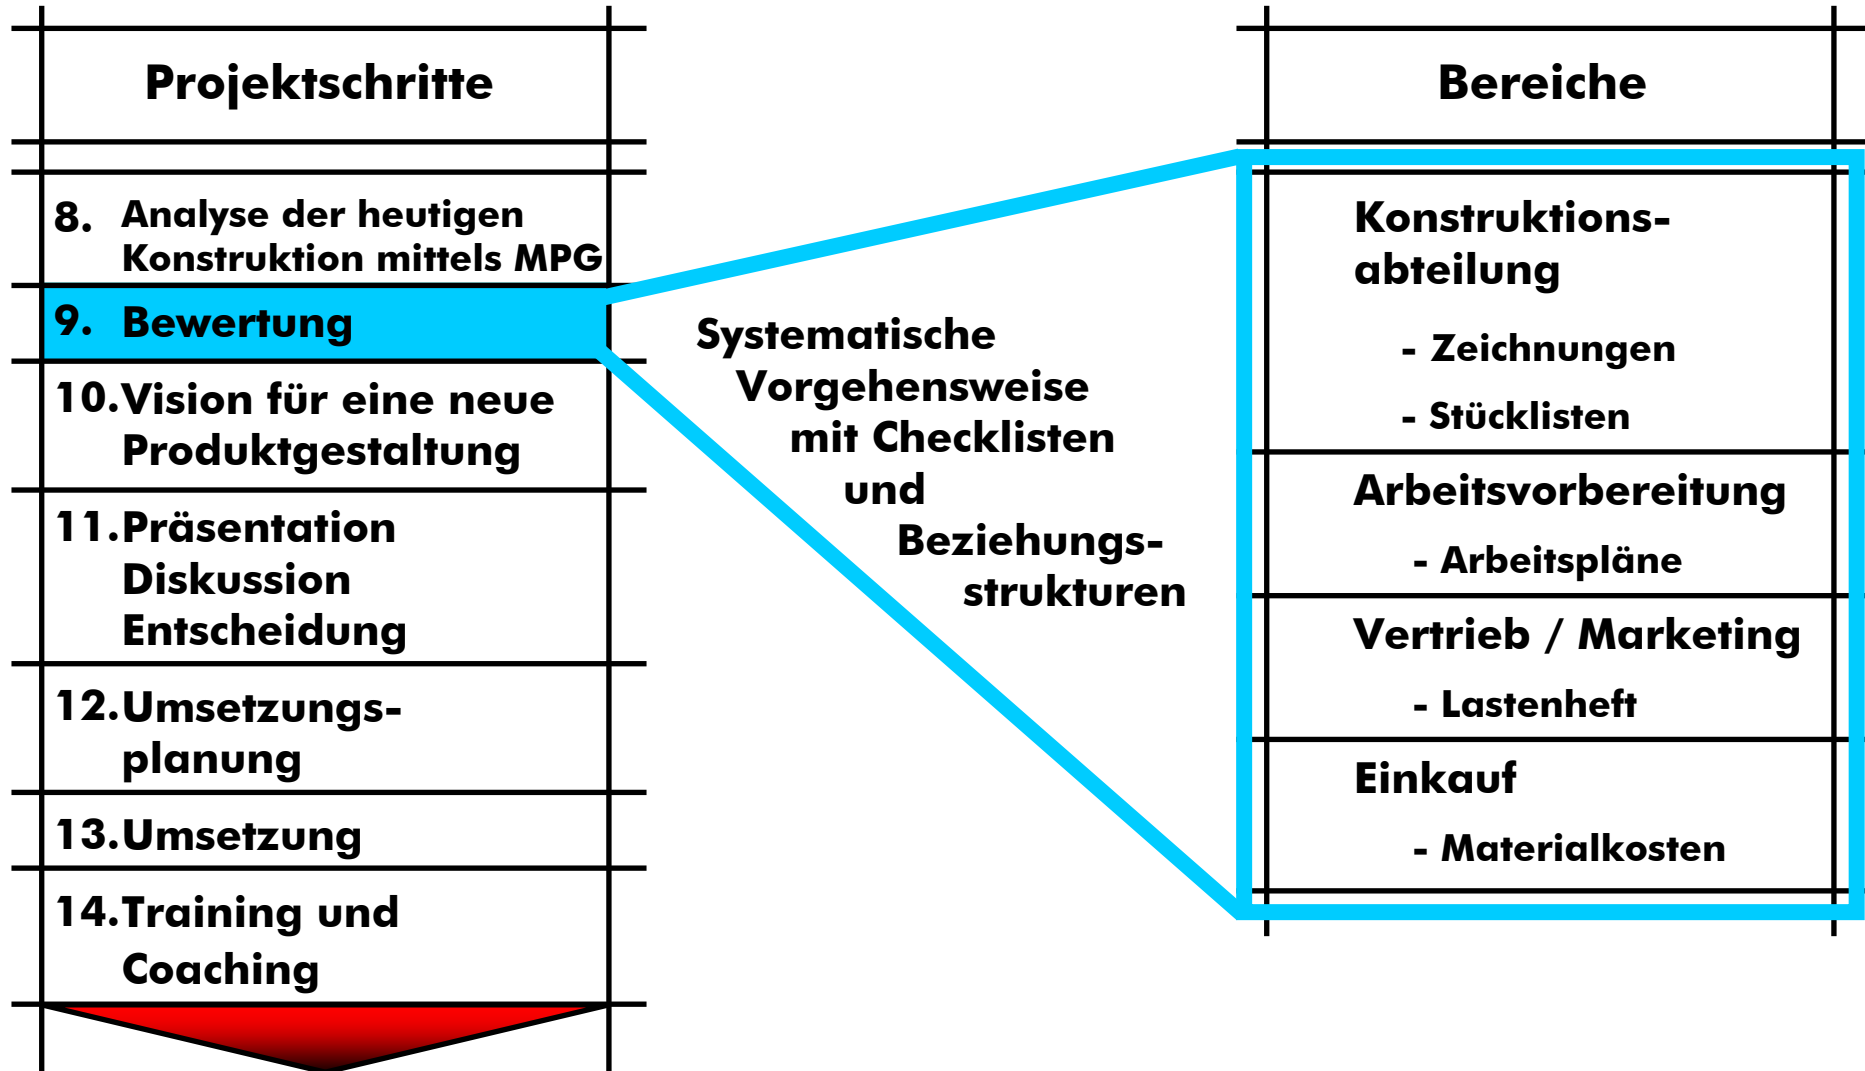 Projektschritte
8. Analyse der heutigen
Konstruktion mittels MPG
9. Bewertung
10. Vision für eine neue
Produktgestaltung
11. Präsentation
Diskussion
Entscheidung
12. Umsetzungs-
planung
13. Umsetzung
14. Training und
Coaching
Systematische
Vorgehensweise
mit Checklisten
und
Beziehungs-
strukturen
Bereiche
Konstruktions-
abteilung
- Zeichnungen
- Stücklisten
Arbeitsvorbereitung
- Arbeitspläne
Vertrieb / Marketing
- Lastenheft
Einkauf
- Materialkosten